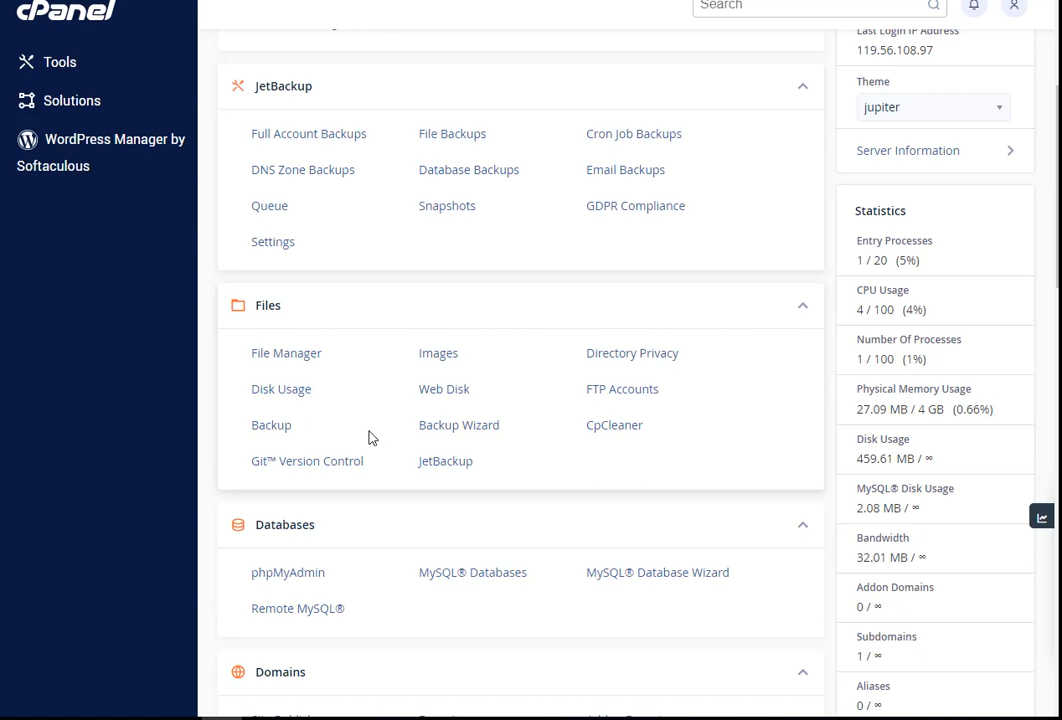 cPanel
Search
Tools
Solutions
WordPress Manager by
Softaculous
JetBackup
Full Account Backups
File Backups
Cron Job Backups
DNS Zone Backups
Database Backups
Email Backups
Queue
Snapshots
GDPR Compliance
Settings
Files
File Manager
Images
Directory Privacy
Disk Usage
Web Disk
FTP Accounts
Backup
Backup Wizard
CpCleaner
Git™ Version Control
JetBackup
Databases
phpMyAdmin
MySQL® Databases
MySQL® Database Wizard
Remote MySQL®
Domains
Last Login IP Address
119.56.108.97
Theme
jupiter
Server Information
Statistics
Entry Processes
1 / 20 (5%)
CPU Usage
4 / 100 (4%)
Number Of Processes
1 / 100 (1%)
Physical Memory Usage
27.09 MB / 4 GB (0.66%)
Disk Usage
459.61 MB / ∞
MySQL® Disk Usage
2.08 MB / ∞
Bandwidth
32.01 MB / ∞
Addon Domains
0 / ∞
Subdomains
1 / ∞
Aliases
0 / ∞